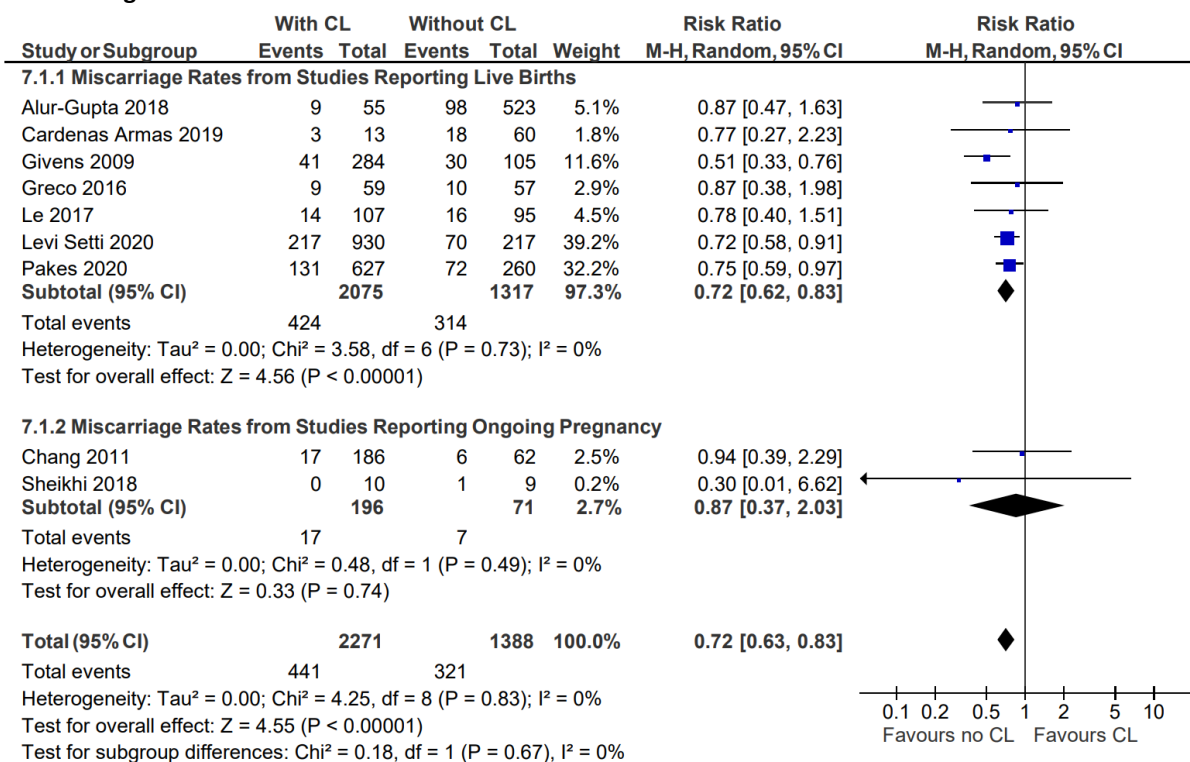 With CL Without CL Risk Ratio Risk Ratio
Study or Subgroup Events Total Events Total Weight M-H, Random, 95% CI M-H, Random, 95% CI
7.1.1 Miscarriage Rates from Studies Reporting Live Births
Alur-Gupta 2018 9 55 98 523 5.1% 0.87 [0.47, 1.63]
Cardenas Armas 2019 3 13 18 60 1.8% 0.77 [0.27, 2.23]
Givens 2009 41 284 30 105 11.6% 0.51 [0.33, 0.76]
Greco 2016 9 59 10 57 2.9% 0.87 [0.38, 1.98]
Le 2017 14 107 16 95 4.5% 0.78 [0.40, 1.51]
Levi Setti 2020 217 930 70 217 39.2% 0.72 [0.58, 0.91]
Pakes 2020 131 627 72 260 32.2% 0.75 [0.59, 0.97]
Subtotal (95% CI) 2075 1317 97.3% 0.72 [0.62, 0.83]
Total events 424 314
Heterogeneity: Tau² = 0.00; Chi² = 3.58, df = 6 (P = 0.73); I² = 0%
Test for overall effect: Z = 4.56 (P < 0.00001)
7.1.2 Miscarriage Rates from Studies Reporting Ongoing Pregnancy
Chang 2011 17 186 6 62 2.5% 0.94 [0.39, 2.29]
Sheikhi 2018 0 10 1 9 0.2% 0.30 [0.01, 6.62]
Subtotal (95% CI) 196 71 2.7% 0.87 [0.37, 2.03]
Total events 17 7
Heterogeneity: Tau² = 0.00; Chi² = 0.48, df = 1 (P = 0.49); I² = 0%
Test for overall effect: Z = 0.33 (P = 0.74)
Total (95% CI) 2271 1388 100.0% 0.72 [0.63, 0.83]
Total events 441 321
Heterogeneity: Tau² = 0.00; Chi² = 4.25, df = 8 (P = 0.83); I² = 0%
Test for overall effect: Z = 4.55 (P < 0.00001)
Test for subgroup differences: Chi² = 0.18, df = 1 (P = 0.67), I² = 0%
0.1 0.2 0.5 1 2 5 10
Favours no CL Favours CL